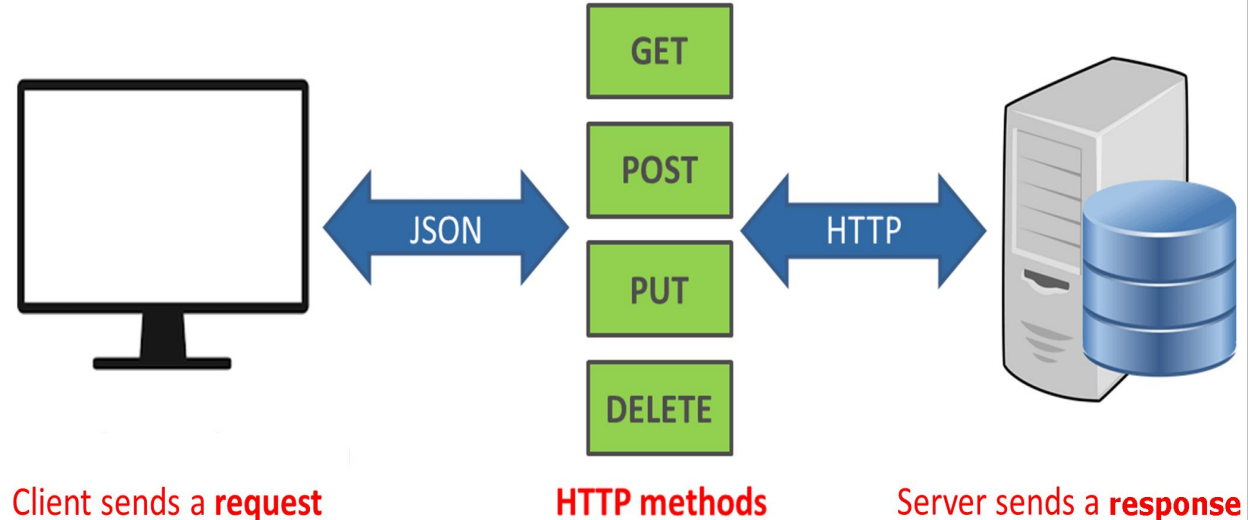 GET
POST
JSON
HTTP
PUT
DELETE
Client sends a request
HTTP methods
Server sends a response